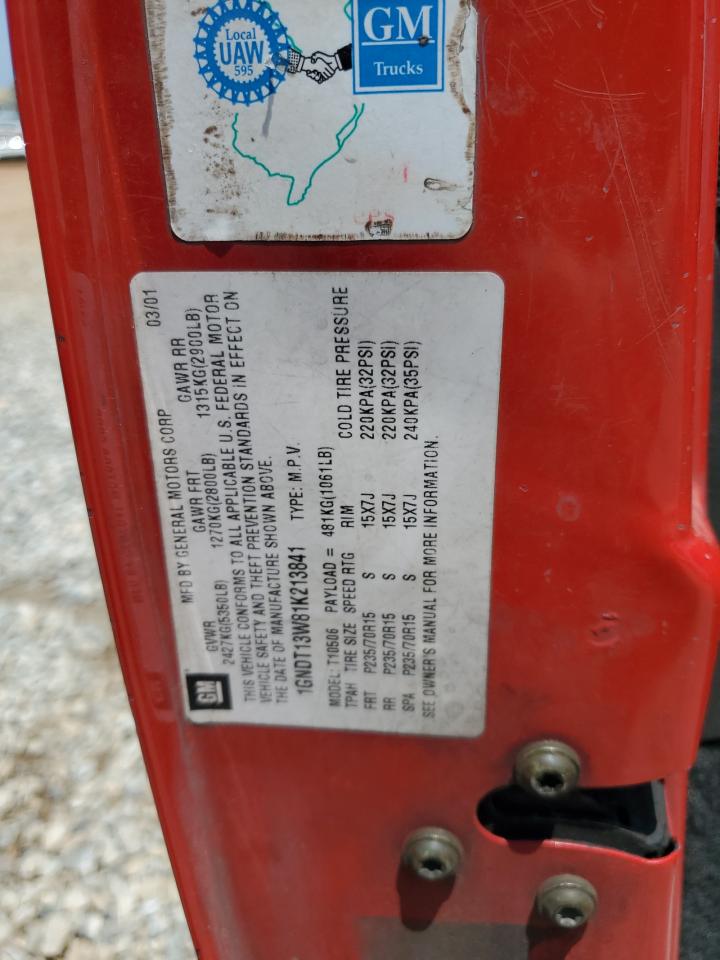 Local
UAW
595
GM
Trucks
MFD BY GENERAL MOTORS CORP 03/01
GVWR GAWR FRT GAWR RR
2427KG(5350LB) 1270KG(2800LB) 1315KG(2900LB)
THIS VEHICLE CONFORMS TO ALL APPLICABLE U.S. FEDERAL MOTOR
VEHICLE SAFETY AND THEFT PREVENTION STANDARDS IN EFFECT ON
THE DATE OF MANUFACTURE SHOWN ABOVE.
GM
1GNDT13W81K213841 TYPE: M.P.V.
MODEL: T10506 PAYLOAD = 481KG(1061LB)
TPAH TIRE SIZE SPEED RTG RIM COLD TIRE PRESSURE
FRT P235/70R15 S 15X7J 220KPA(32PSI)
RR P235/70R15 S 15X7J 220KPA(32PSI)
SPA P235/70R15 S 15X7J 240KPA(35PSI)
SEE OWNER'S MANUAL FOR MORE INFORMATION.